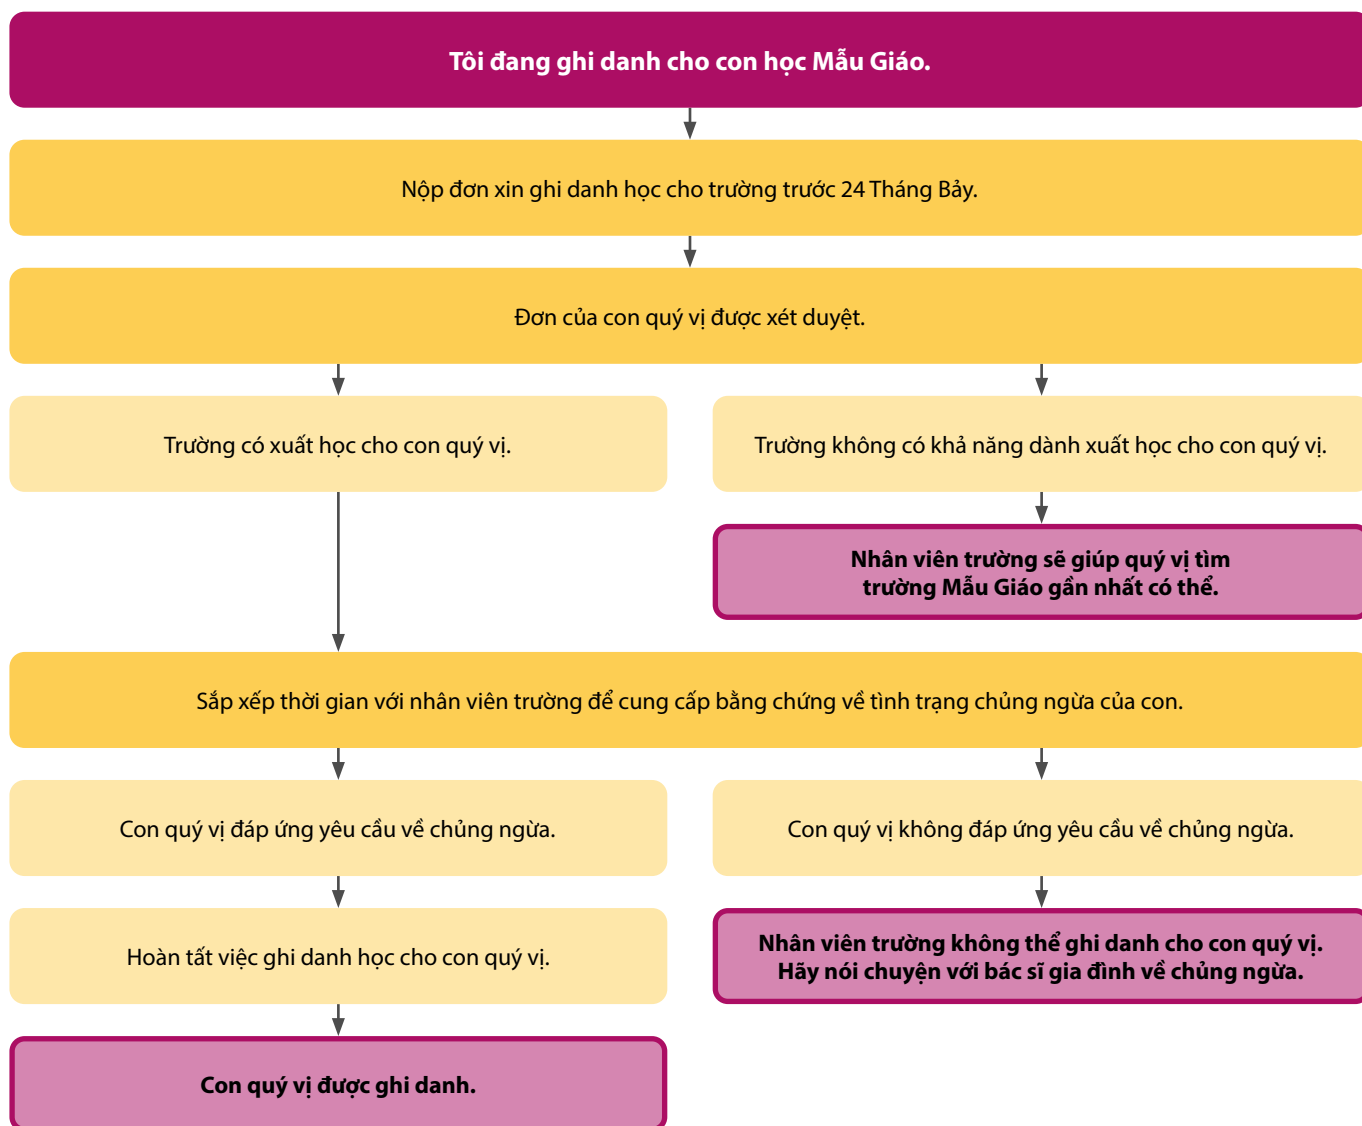 Tôi đang ghi danh cho con học Mẫu Giáo.
Nộp đơn xin ghi danh học cho trường trước 24 Tháng Bảy.
Đơn của con quý vị được xét duyệt.
Trường có xuất học cho con quý vị.
Trường không có khả năng dành xuất học cho con quý vị.
Nhân viên trường sẽ giúp quý vị tìm
trường Mẫu Giáo gần nhất có thể.
Sắp xếp thời gian với nhân viên trường để cung cấp bằng chứng về tình trạng chủng ngừa của con.
Con quý vị đáp ứng yêu cầu về chủng ngừa.
Con quý vị không đáp ứng yêu cầu về chủng ngừa.
Hoàn tất việc ghi danh học cho con quý vị.
Nhân viên trường không thể ghi danh cho con quý vị.
Hãy nói chuyện với bác sĩ gia đình về chủng ngừa.
Con quý vị được ghi danh.